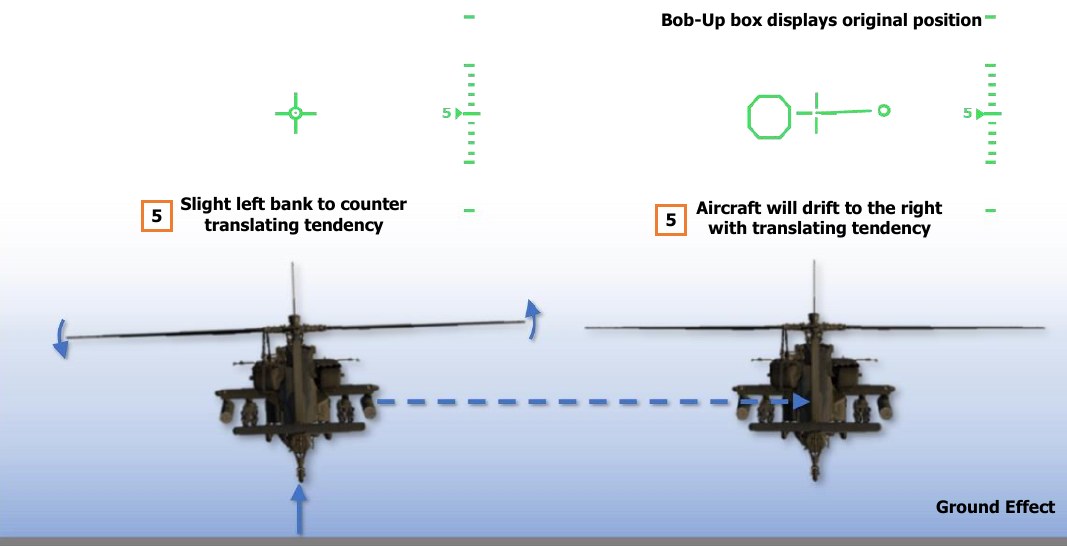 Bob-Up box displays original position
5
5
5 Slight left bank to counter
translating tendency
5 Aircraft will drift to the right
with translating tendency
Ground Effect